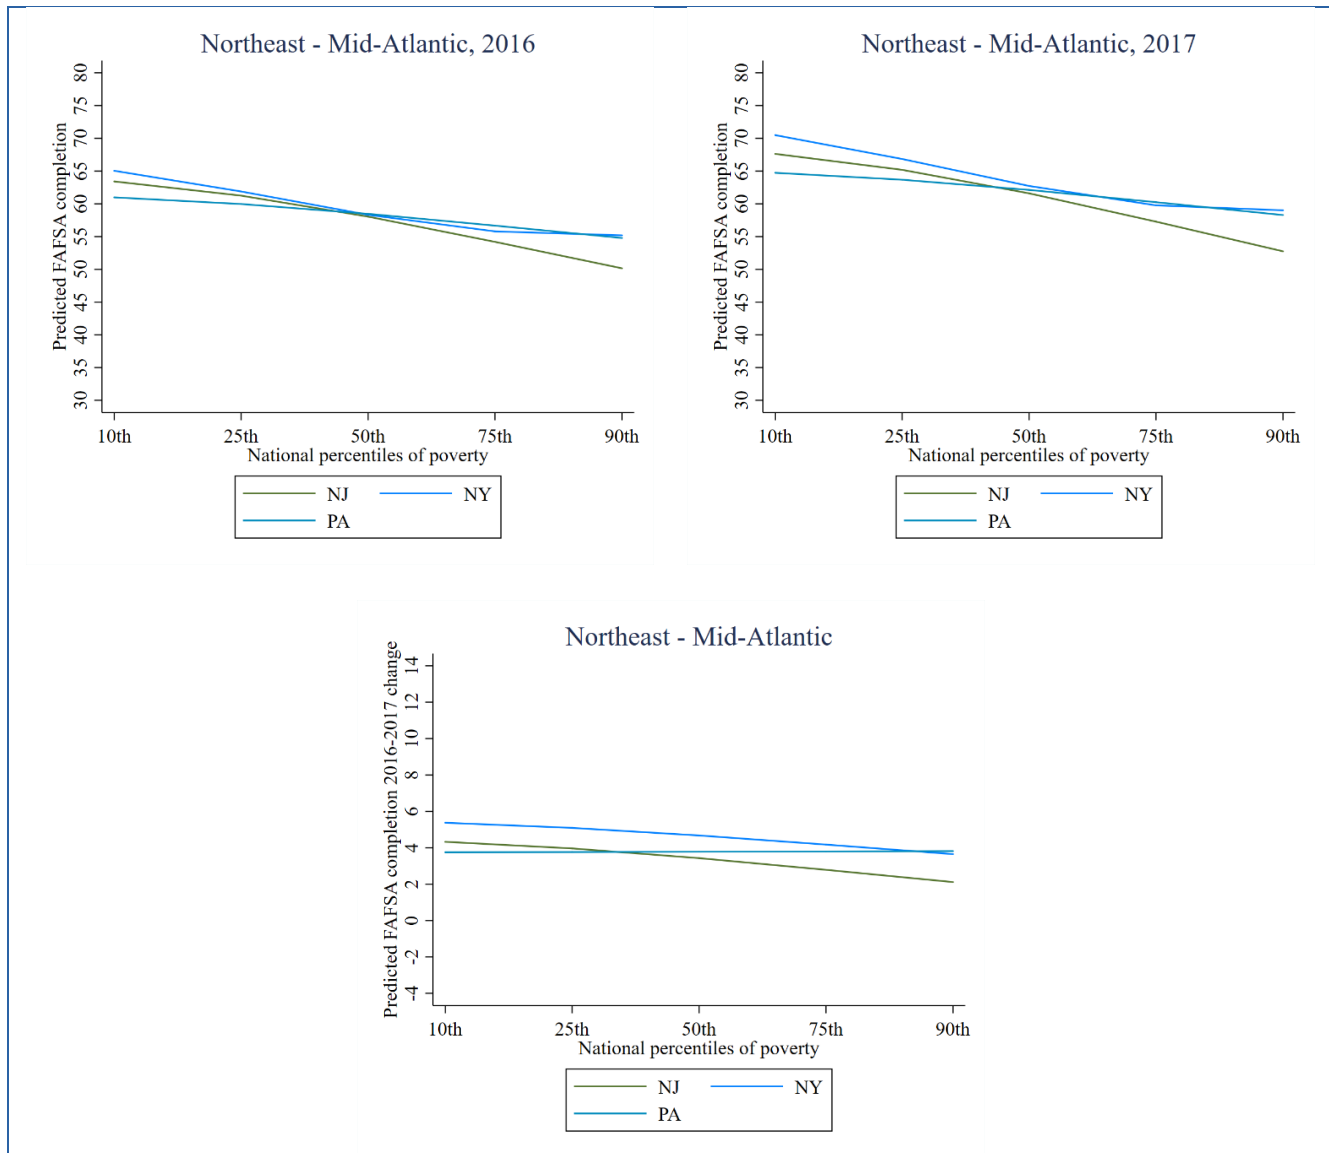 Northeast - Mid-Atlantic, 2016
Predicted FAFSA completion
80
75
70
65
60
55
50
45
40
35
30
10th 25th 50th 75th 90th
National percentiles of poverty
NJ NY
PA
Northeast - Mid-Atlantic, 2017
Predicted FAFSA completion
80
75
70
65
60
55
50
45
40
35
30
10th 25th 50th 75th 90th
National percentiles of poverty
NJ NY
PA
Northeast - Mid-Atlantic
Predicted FAFSA completion 2016-2017 change
14
12
10
8
6
4
2
0
-2
-4
10th 25th 50th 75th 90th
National percentiles of poverty
NJ NY
PA